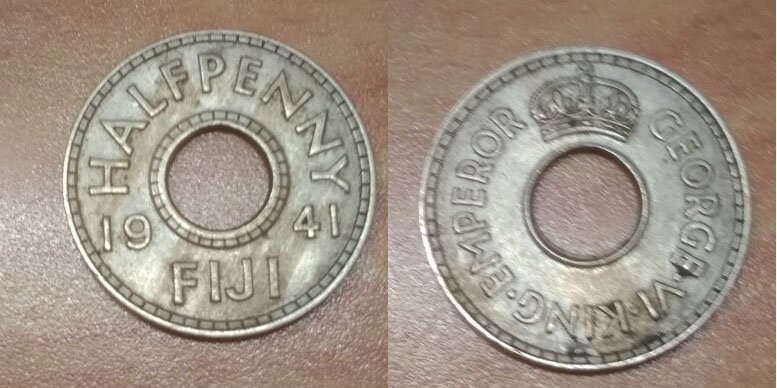 HALFPENNY
19 41
FIJI
GEORGE·VI·KING·EMPEROR